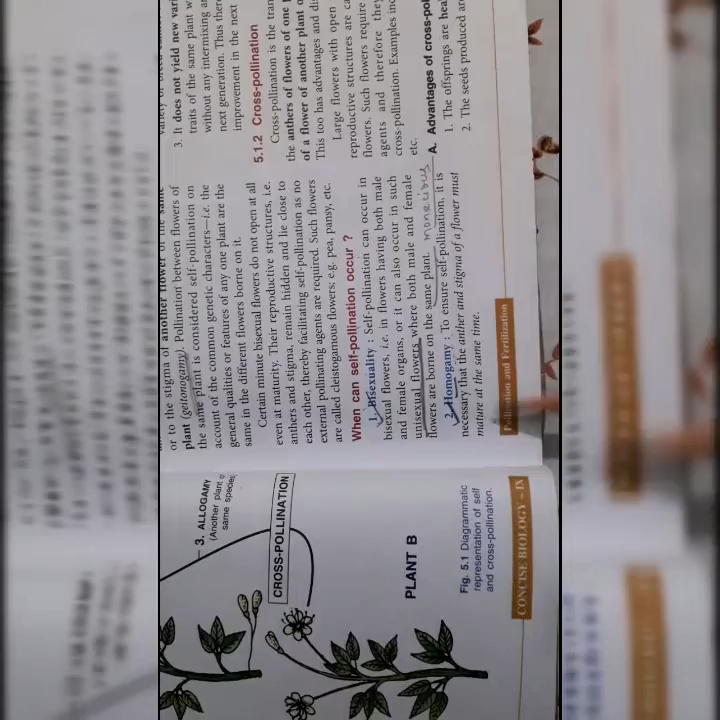 3. ALLOGAMY
(Another plant
same species
CROSS-POLLINATION
PLANT B
Fig. 5.1 Diagrammatic
representation of self
and cross-pollination.
CONCISE BIOLOGY – IX
or to the stigma of another flower of the same
plant (geitonogamy). Pollination between flowers of
the same plant is considered self-pollination on
account of the common genetic characters—i.e. the
general qualities or features of any one plant are the
same in the different flowers borne on it.
Certain minute bisexual flowers do not open at all
even at maturity. Their reproductive structures, i.e.
anthers and stigma, remain hidden and lie close to
each other, thereby facilitating self-pollination as no
external pollinating agents are required. Such flowers
are called cleistogamous flowers; e.g. pea, pansy, etc.
When can self-pollination occur ?
1. Bisexuality : Self-pollination can occur in
bisexual flowers, i.e. in flowers having both male
and female organs, or it can also occur in such
unisexual flowers where both male and female
flowers are borne on the same plant. monecious
2. Homogamy : To ensure self-pollination, it is
necessary that the anther and stigma of a flower must
mature at the same time.
Pollination and Fertilization
3. It does not yield new vari
traits of the same plant w
without any intermixing a
next generation. Thus there
improvement in the next
5.1.2 Cross-pollination
Cross-pollination is the tran
the anthers of flowers of one
of a flower of another plant o
This too has advantages and dis
Large flowers with open
reproductive structures are ca
flowers. Such flowers require
agents and therefore they
cross-pollination. Examples inc
etc.
A. Advantages of cross-pol
1. The offsprings are heal
2. The seeds produced are